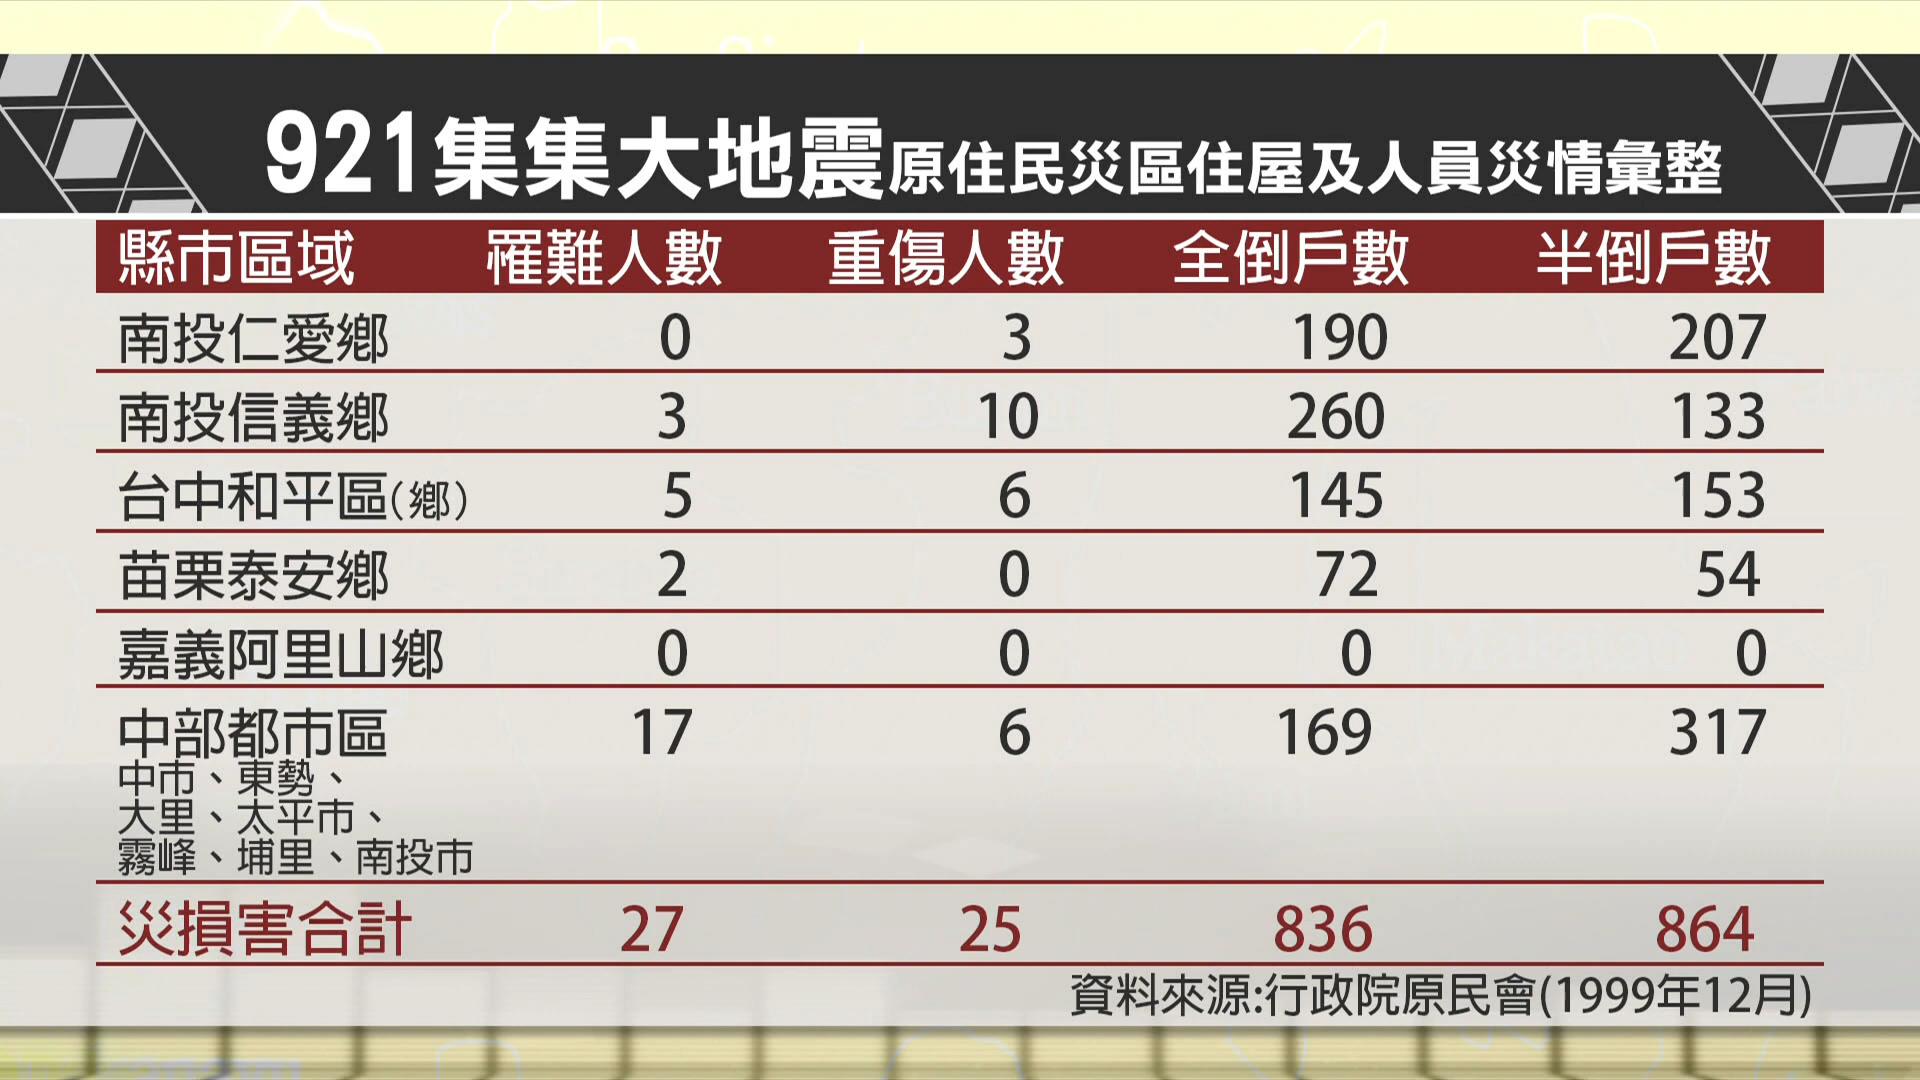 921集集大地震原住民災區住屋及人員災情彙整
縣市區域 罹難人數 重傷人數 全倒戶數 半倒戶數
南投仁愛鄉 0 3 190 207
南投信義鄉 3 10 260 133
台中和平區(鄉) 5 6 145 153
苗栗泰安鄉 2 0 72 54
嘉義阿里山鄉 0 0 0 0
中部都市區 17 6 169 317
中市、東勢、
大里、太平市、
霧峰、埔里、南投市
災損害合計 27 25 836 864
資料來源:行政院原民會(1999年12月)